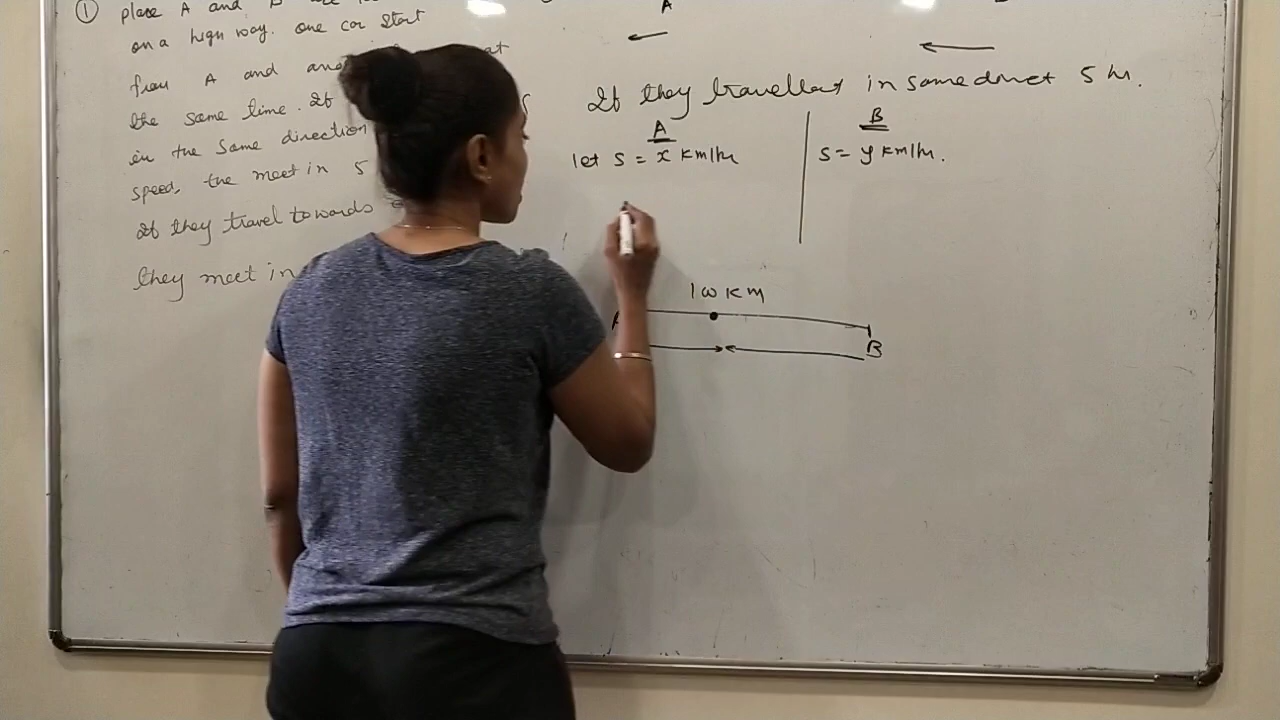 ① place A and B are
on a high way. one car start
from A and at
the same time. If
in the same direction
speed, the meet in 5
If they travel towards
they meet in
A
If they travelled in same direct 5 hr.
A
let S = x km/hr
B
S = y km/hr.
100 KM
A
B